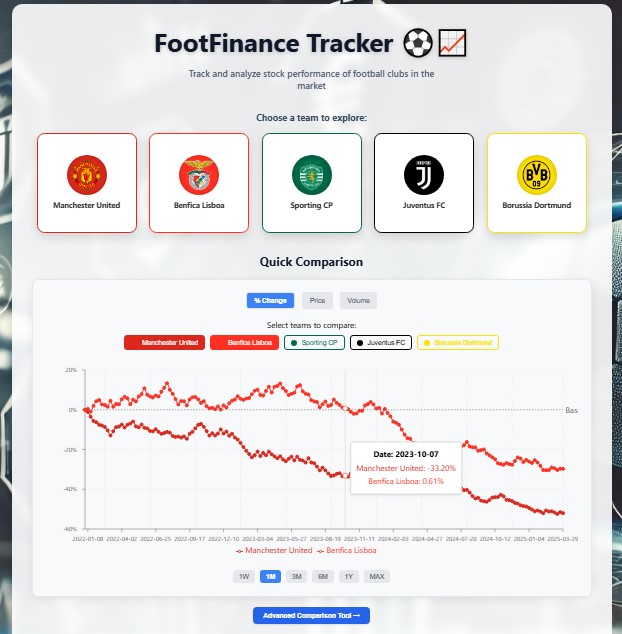 FootFinance Tracker
Track and analyze stock performance of football clubs in the
market
Choose a team to explore:
Manchester United
Benfica Lisboa
Sporting CP
Juventus FC
Borussia Dortmund
Quick Comparison
% Change
Price
Volume
Select teams to compare:
Manchester United
Benfica Lisboa
Sporting CP
Juventus FC
Borussia Dortmund
20%
0%
Bas
-20%
-40%
-60%
Date: 2023-10-07
Manchester United: -33.20%
Benfica Lisboa: 0.61%
2022-01-08 2022-04-02 2022-06-25 2022-09-17 2022-12-10 2023-03-04 2023-05-27 2023-08-19 2023-11-11 2024-02-03 2024-04-27 2024-07-20 2024-10-12 2025-01-04 2025-03-29
Manchester United Benfica Lisboa
1W
1M
3M
6M
1Y
MAX
Advanced Comparison Tool →